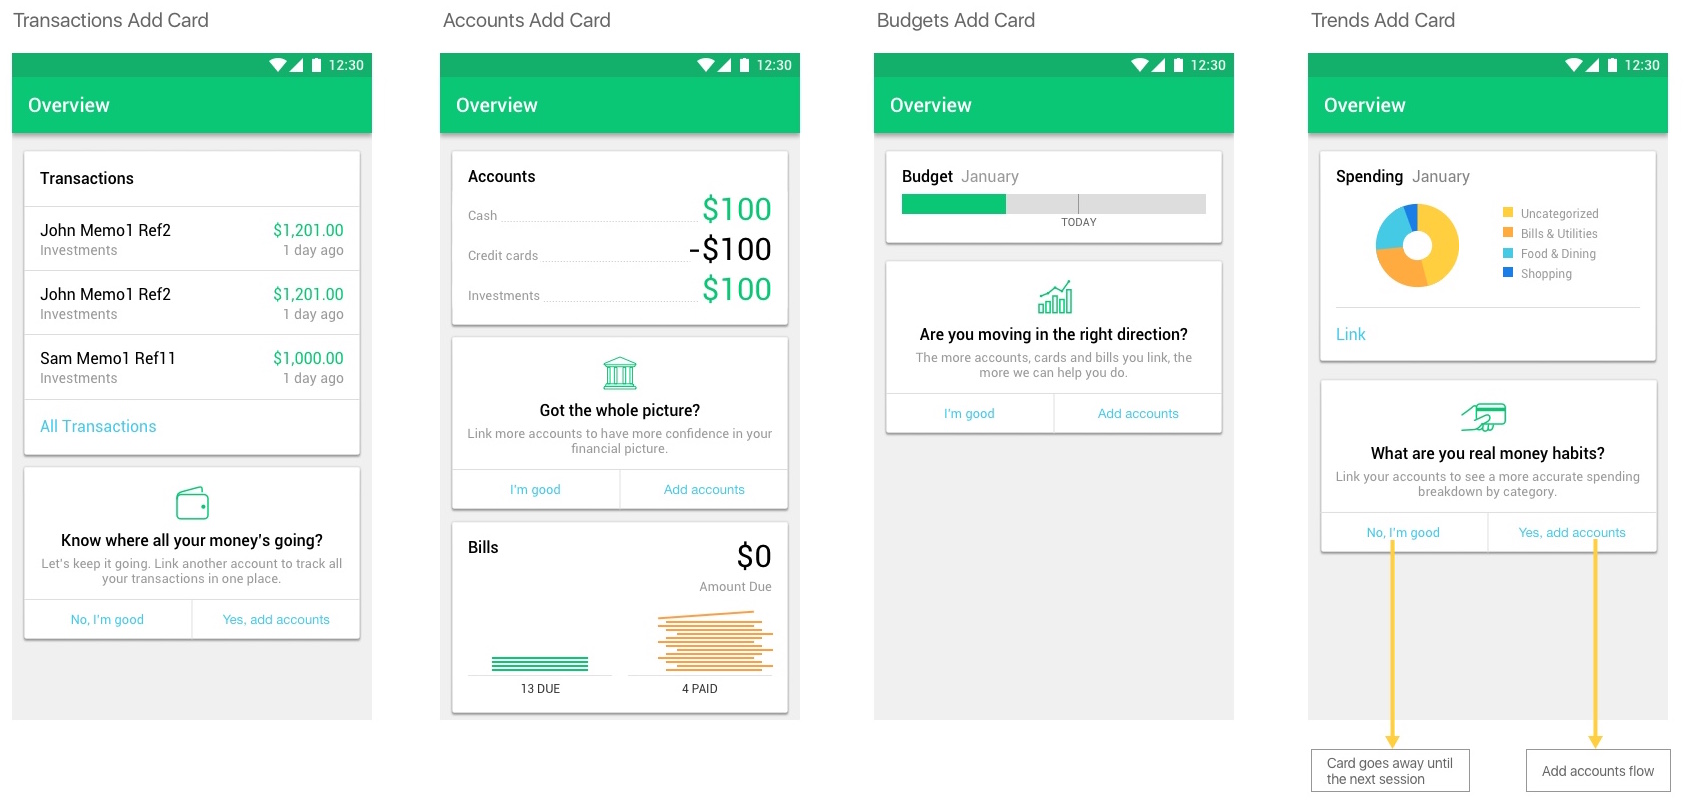 Transactions Add Card
12:30
Overview
Transactions
John Memo1 Ref2 $1,201.00
Investments 1 day ago
John Memo1 Ref2 $1,201.00
Investments 1 day ago
Sam Memo1 Ref11 $1,000.00
Investments 1 day ago
All Transactions
Know where all your money's going?
Let's keep it going. Link another account to track all
your transactions in one place.
No, I'm good Yes, add accounts
Accounts Add Card
12:30
Overview
Accounts
Cash $100
Credit cards -$100
Investments $100
Got the whole picture?
Link more accounts to have more confidence in your
financial picture.
I'm good Add accounts
Bills $0
Amount Due
13 DUE 4 PAID
Budgets Add Card
12:30
Overview
Budget January
TODAY
Are you moving in the right direction?
The more accounts, cards and bills you link, the
more we can help you do.
I'm good Add accounts
Trends Add Card
12:30
Overview
Spending January
Uncategorized
Bills & Utilities
Food & Dining
Shopping
Link
What are you real money habits?
Link your accounts to see a more accurate spending
breakdown by category.
No, I'm good Yes, add accounts
Card goes away until
the next session
Add accounts flow